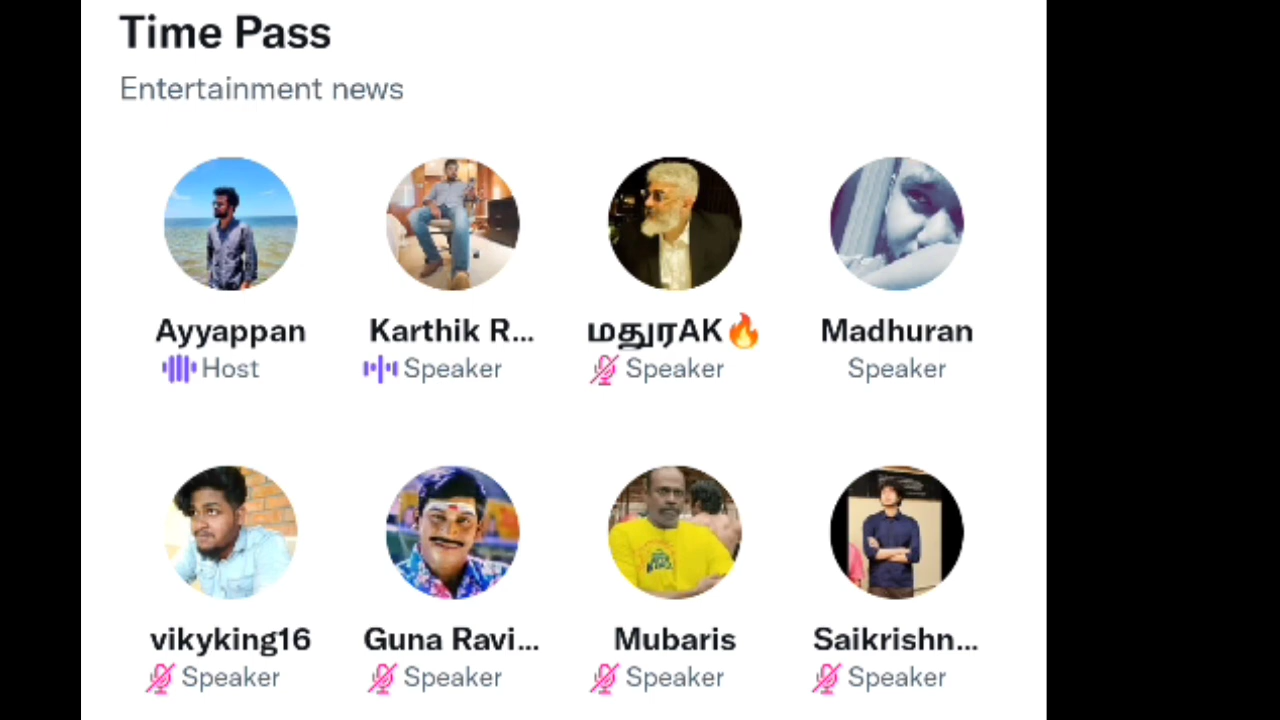 Time Pass
Entertainment news
Ayyappan Karthik R... மதுரAK🔥 Madhuran
Host Speaker Speaker Speaker
vikyking16 Guna Ravi... Mubaris Saikrishn...
Speaker Speaker Speaker Speaker